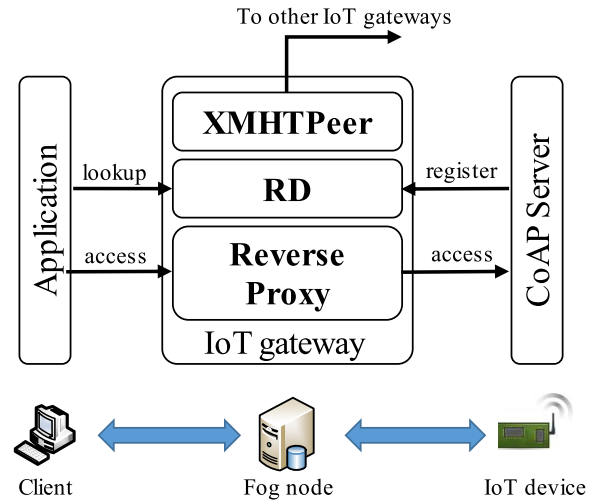 To other IoT gateways
XMHTPeer
Application
lookup
RD
register
CoAP Server
access
Reverse
Proxy
access
IoT gateway
Client
Fog node
IoT device